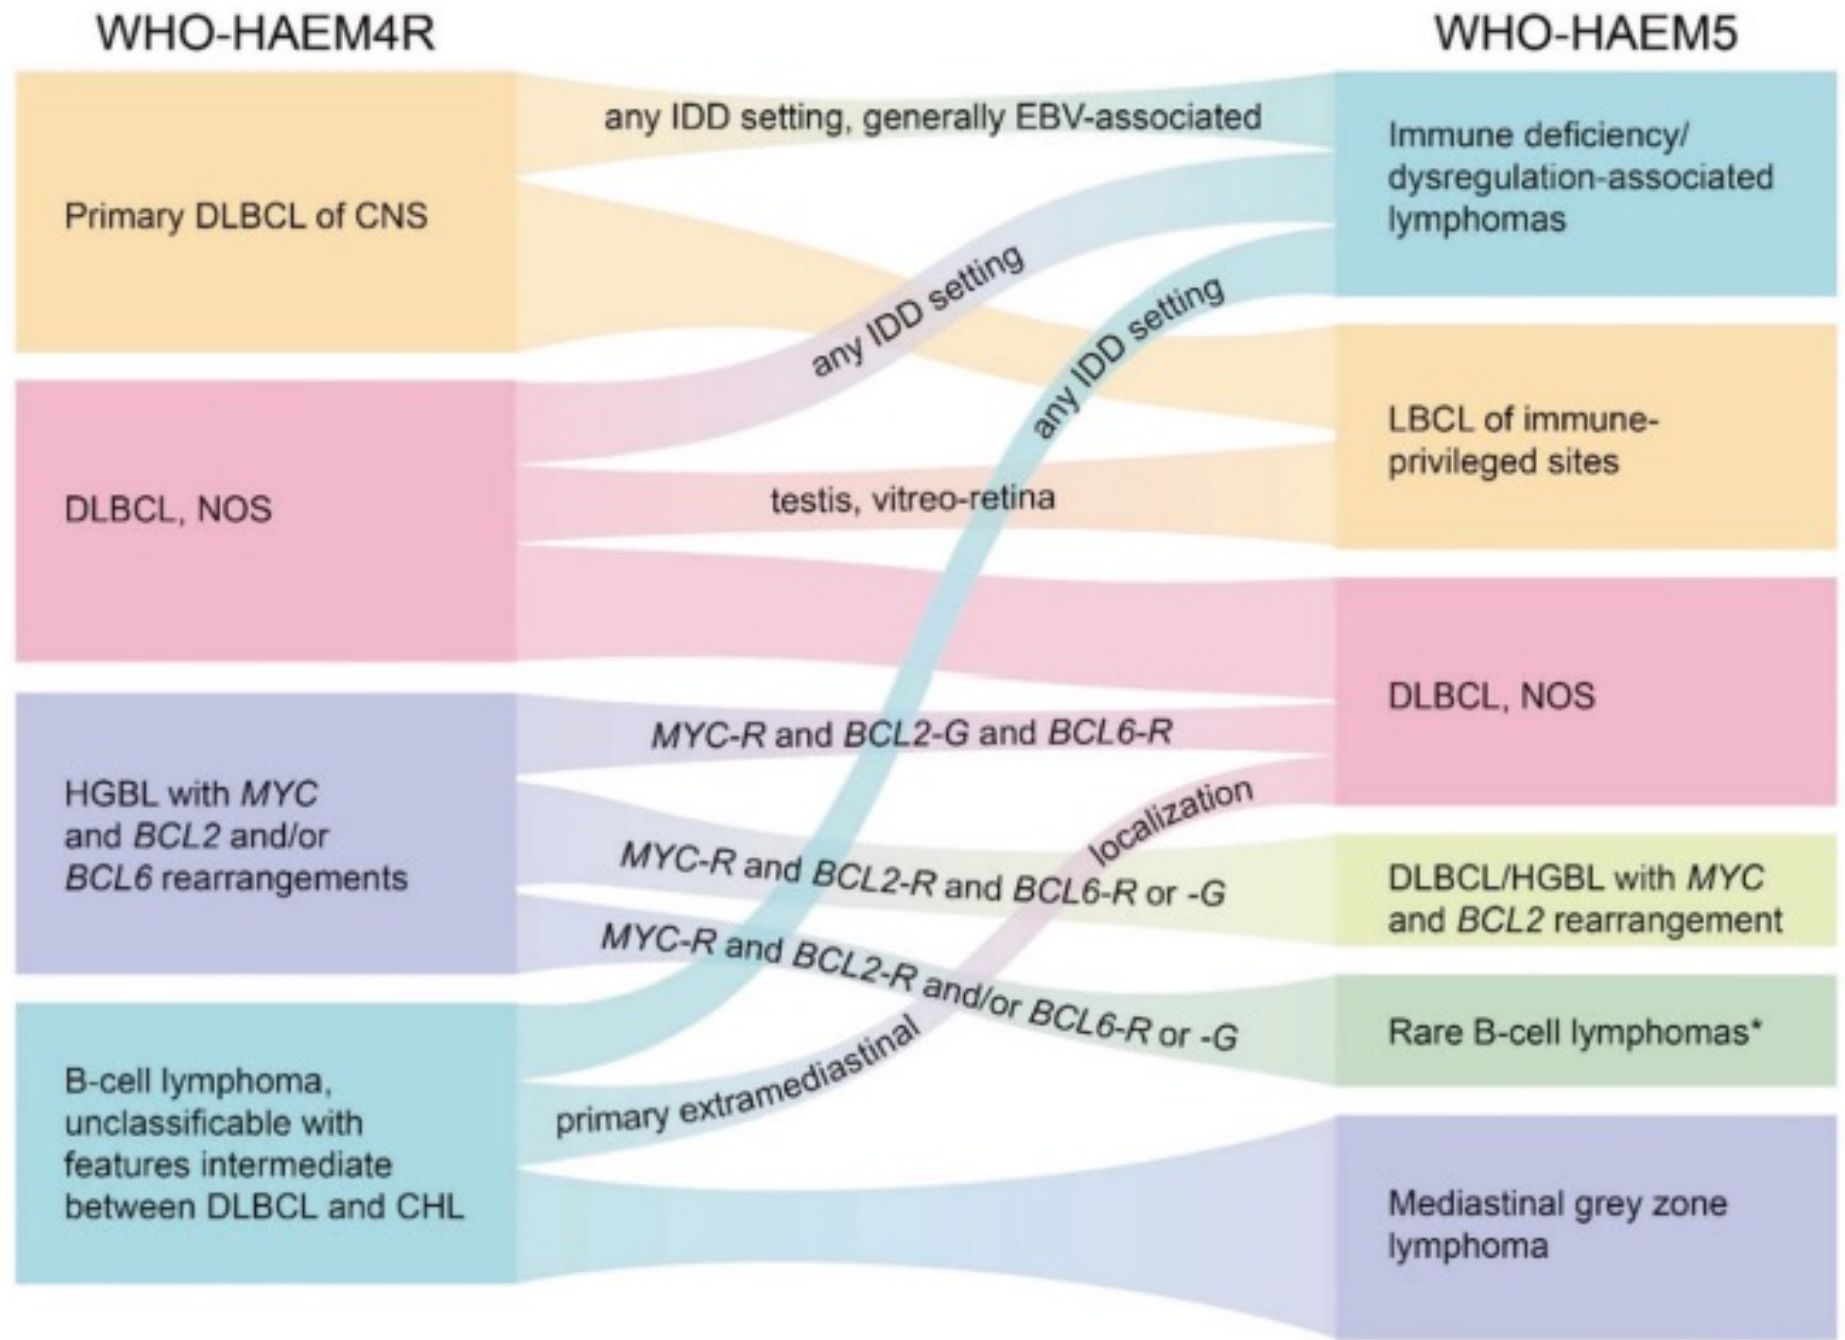 WHO-HAEM4R
WHO-HAEM5
Primary DLBCL of CNS
DLBCL, NOS
HGBL with MYC
and BCL2 and/or
BCL6 rearrangements
B-cell lymphoma,
unclassificable with
features intermediate
between DLBCL and CHL
any IDD setting, generally EBV-associated
any IDD setting
any IDD setting
testis, vitreo-retina
MYC-R and BCL2-G and BCL6-R
MYC-R and BCL2-R and BCL6-R or -G
MYC-R and BCL2-R and/or BCL6-R or -G
primary extramediastinal localization
Immune deficiency/
dysregulation-associated
lymphomas
LBCL of immune-
privileged sites
DLBCL, NOS
DLBCL/HGBL with MYC
and BCL2 rearrangement
Rare B-cell lymphomas*
Mediastinal grey zone
lymphoma